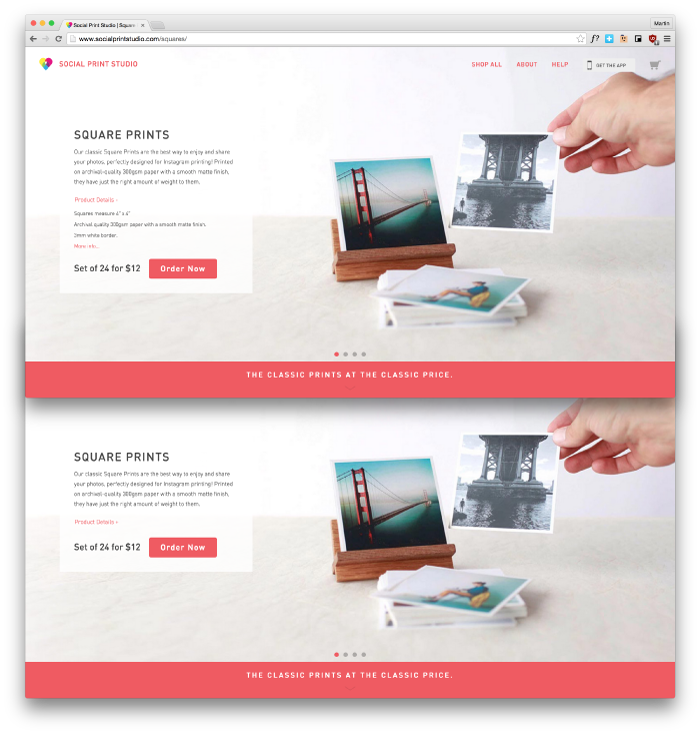 Social Print Studio | Square
Martin
www.socialprintstudio.com/squares/
f?
SOCIAL PRINT STUDIO
SHOP ALL
ABOUT
HELP
GET THE APP
SQUARE PRINTS
Our classic Square Prints are the best way to enjoy and share
your photos, perfectly designed for Instagram printing! Printed
on archival-quality 300gsm paper with a smooth matte finish,
they have just the right amount of weight to them.
Product Details -
Squares measure 4" x 4"
Archival quality 300gsm paper with a smooth matte finish.
3mm white border.
More info...
Set of 24 for $12
Order Now
THE CLASSIC PRINTS AT THE CLASSIC PRICE.
SQUARE PRINTS
Our classic Square Prints are the best way to enjoy and share
your photos, perfectly designed for Instagram printing! Printed
on archival-quality 300gsm paper with a smooth matte finish,
they have just the right amount of weight to them.
Product Details +
Set of 24 for $12
Order Now
THE CLASSIC PRINTS AT THE CLASSIC PRICE.